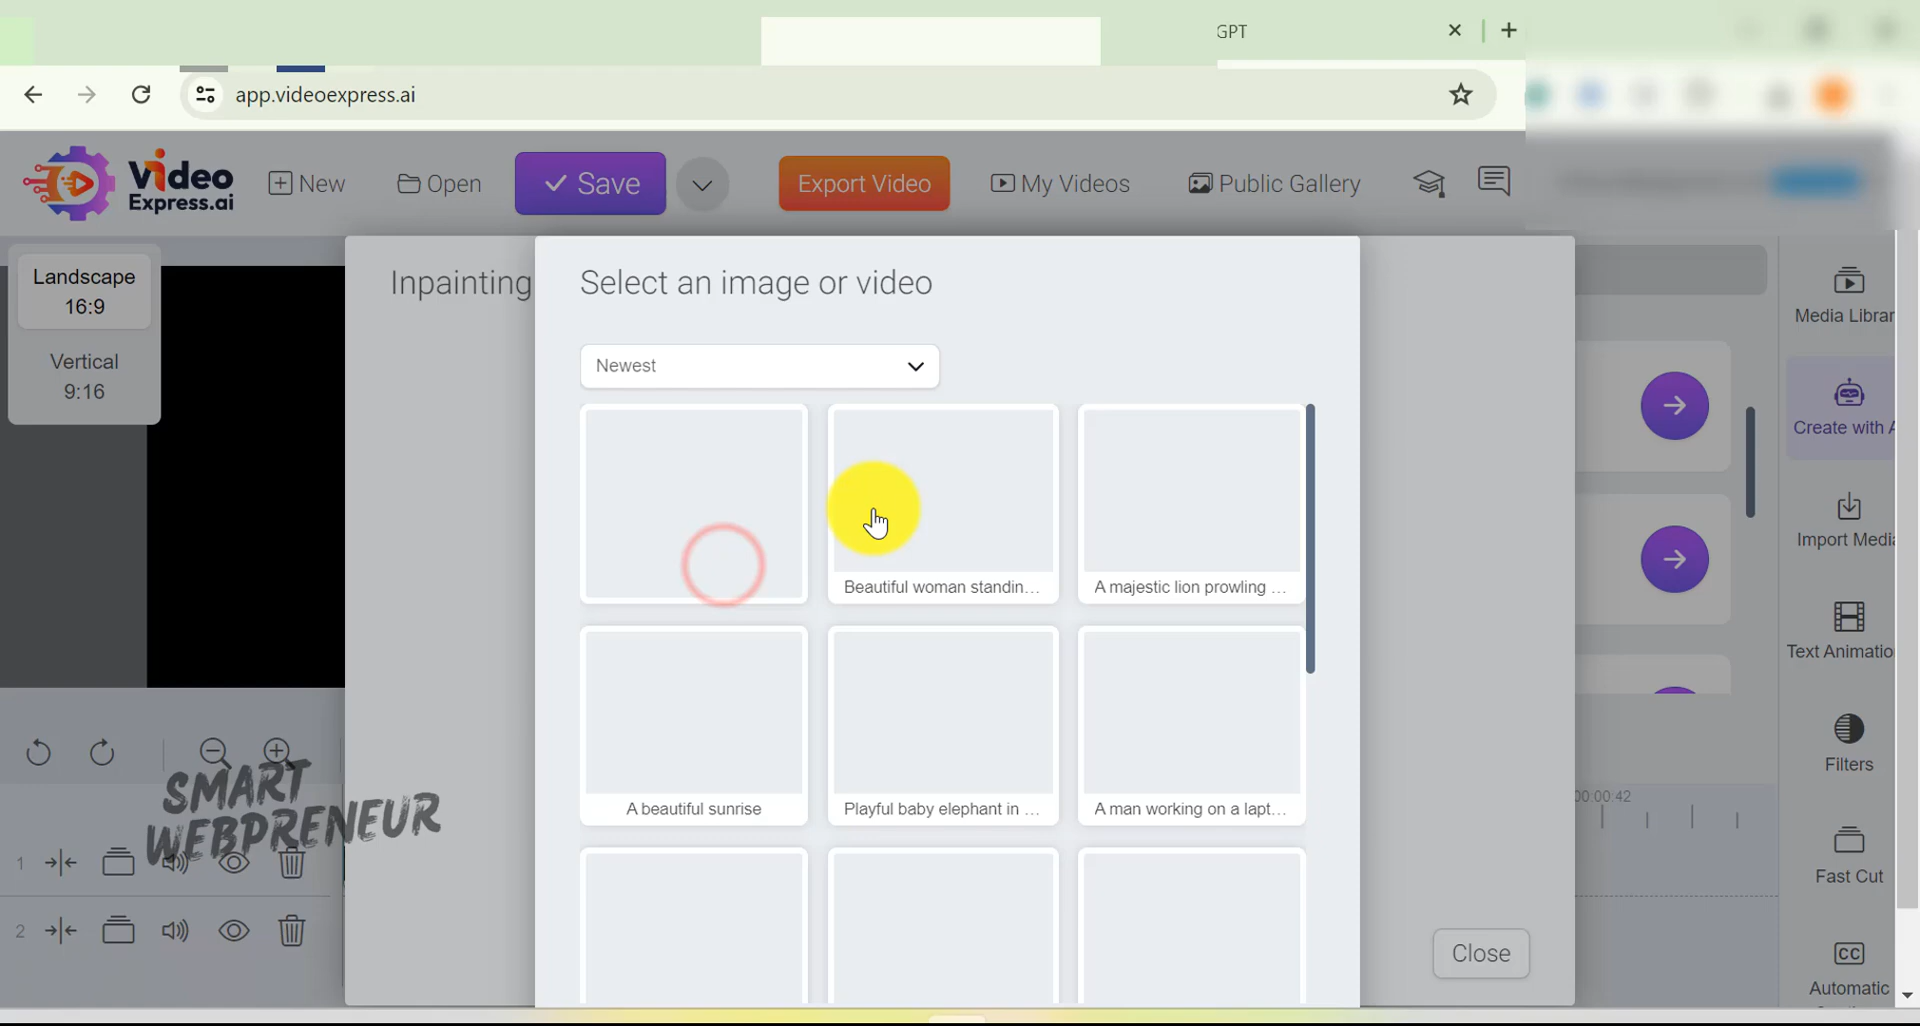 GPT
app.videoexpress.ai
Video
Express.ai
New
Open
Save
Export Video
My Videos
Public Gallery
Landscape
16:9
Vertical
9:16
Inpainting
Select an image or video
Newest
Beautiful woman standin...
A majestic lion prowling ...
A beautiful sunrise
Playful baby elephant in ...
A man working on a lapt...
Media Librar
Create with A
Import Media
Text Animatio
Filters
Fast Cut
CC
Automatic
00:00:42
SMART
WEBPRENEUR
1
2
Close